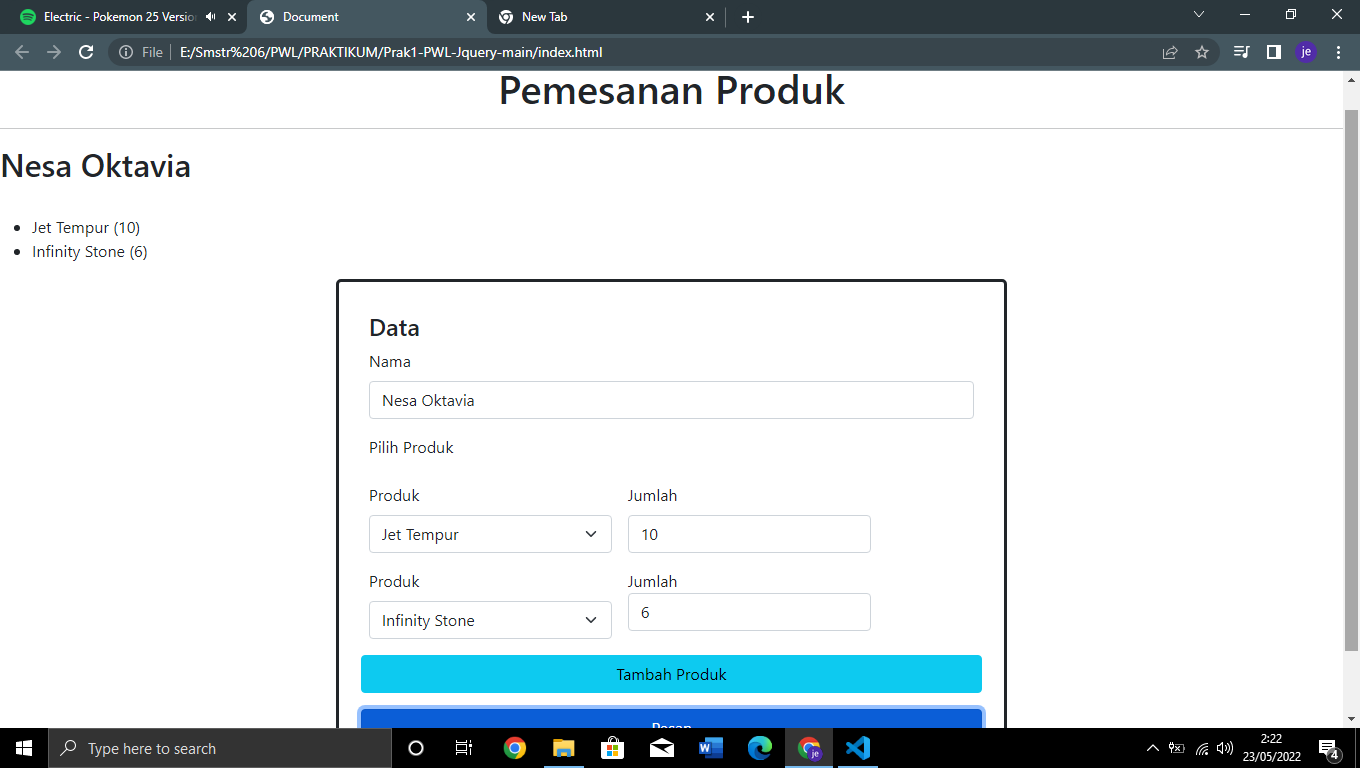 Electric - Pokemon 25 Versio
Document
New Tab
File
E:/Smstr%206/PWL/PRAKTIKUM/Prak1-PWL-Jquery-main/index.html
je
Pemesanan Produk
Nesa Oktavia
Jet Tempur (10)
Infinity Stone (6)
Data
Nama
Nesa Oktavia
Pilih Produk
Produk Jumlah
Jet Tempur 10
Produk Jumlah
Infinity Stone 6
Tambah Produk
Pesan
Type here to search
W
je
2:22
23/05/2022
4